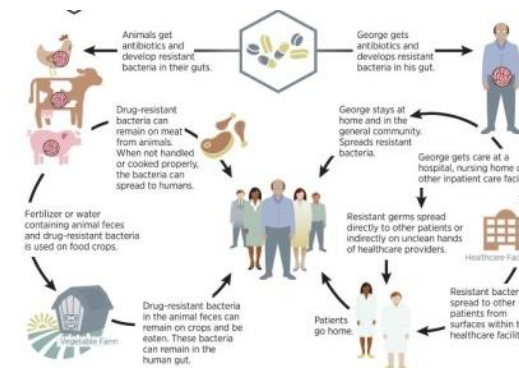 Animals get
antibiotics and
develop resistant
bacteria in their guts.
George gets
antibiotics and
develops resistant
bacteria in his gut.
Drug-resistant
bacteria can
remain on meat
from animals.
When not handled
or cooked properly,
the bacteria can
spread to humans.
George stays at
home and in the
general community.
Spreads resistant
bacteria.
George gets care at a
hospital, nursing home o
other inpatient care facil
Fertilizer or water
containing animal feces
and drug-resistant bacteria
is used on food crops.
Resistant germs spread
directly to other patients or
indirectly on unclean hands
of healthcare providers.
Healthcare Faci
Vegetable Farm
Drug-resistant bacteria
in the animal feces can
remain on crops and be
eaten. These bacteria
can remain in the
human gut.
Patients
go home.
Resistant bacter
spread to other
patients from
surfaces within t
healthcare facilit